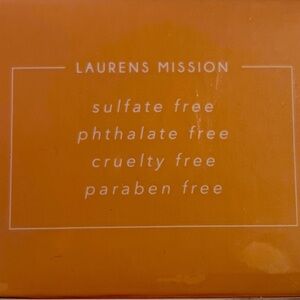 LAURENS MISSION
sulfate free
phthalate free
cruelty free
paraben free